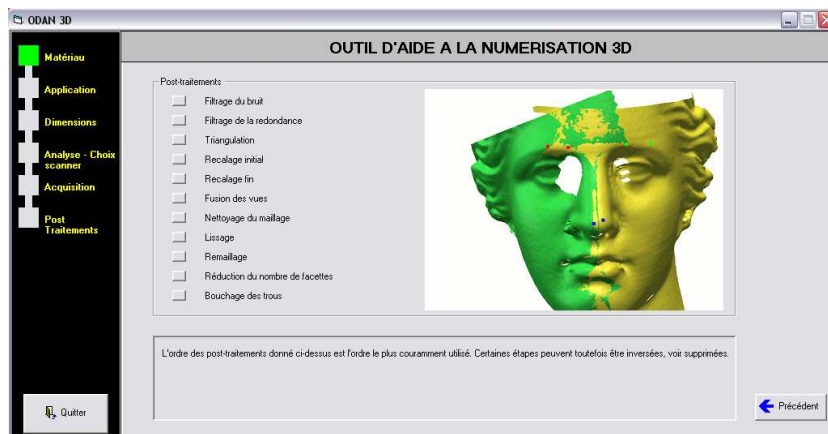 ODAN 3D
OUTIL D'AIDE A LA NUMERISATION 3D
Matériau
Application
Dimensions
Analyse - Choix
scanner
Acquisition
Post
Traitements
Quitter
Post-traitements
Filtrage du bruit
Filtrage de la redondance
Triangulation
Recalage initial
Recalage fin
Fusion des vues
Nettoyage du maillage
Lissage
Remaillage
Réduction du nombre de facettes
Bouchage des trous
L'ordre des post-traitements donné ci-dessus est l'ordre le plus couramment utilisé. Certaines étapes peuvent toutefois être inversées, voir supprimées.
Précédent